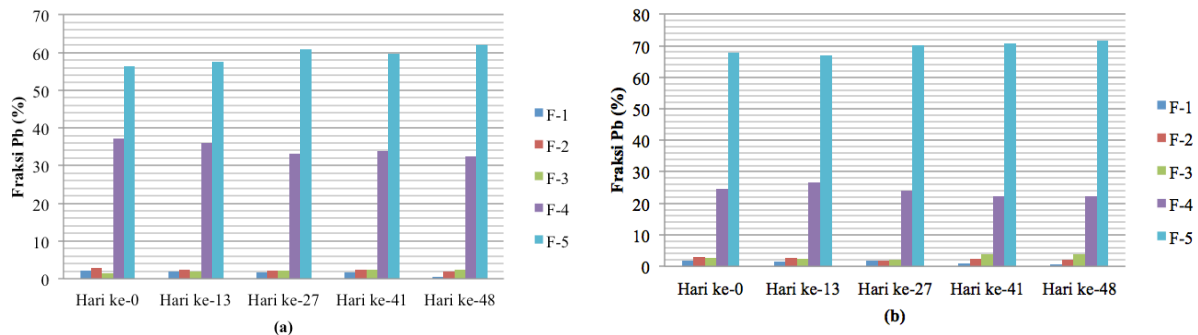 70
60
50
40
30
20
10
0
Fraksi Pb (%)
Hari ke-0 Hari ke-13 Hari ke-27 Hari ke-41 Hari ke-48
F-1
F-2
F-3
F-4
F-5
(a)
80
70
60
50
40
30
20
10
0
Fraksi Pb (%)
Hari ke-0 Hari ke-13 Hari ke-27 Hari ke-41 Hari ke-48
F-1
F-2
F-3
F-4
F-5
(b)